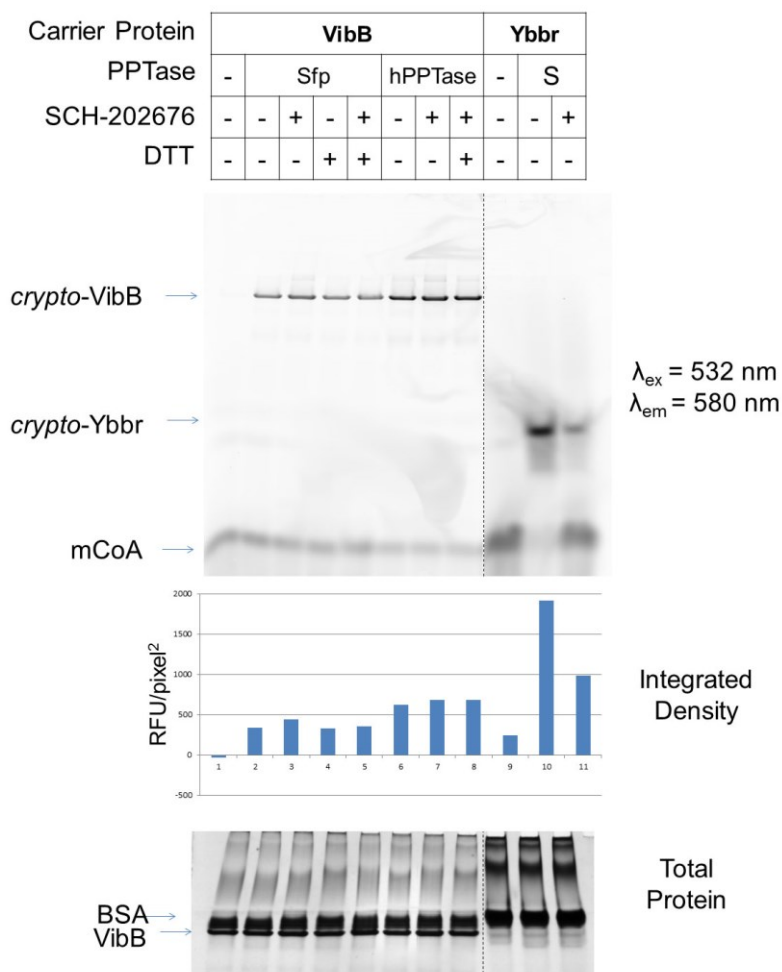 Carrier Protein VibB Ybbr
PPTase - Sfp hPPTase - S
SCH-202676 - - + - + - + + - - +
DTT - - - + + - - + - - -
crypto-VibB
crypto-Ybbr
mCoA
λex = 532 nm
λem = 580 nm
2000
1500
1000
500
0
-500
RFU/pixel²
1 2 3 4 5 6 7 8 9 10 11
Integrated
Density
BSA
VibB
Total
Protein